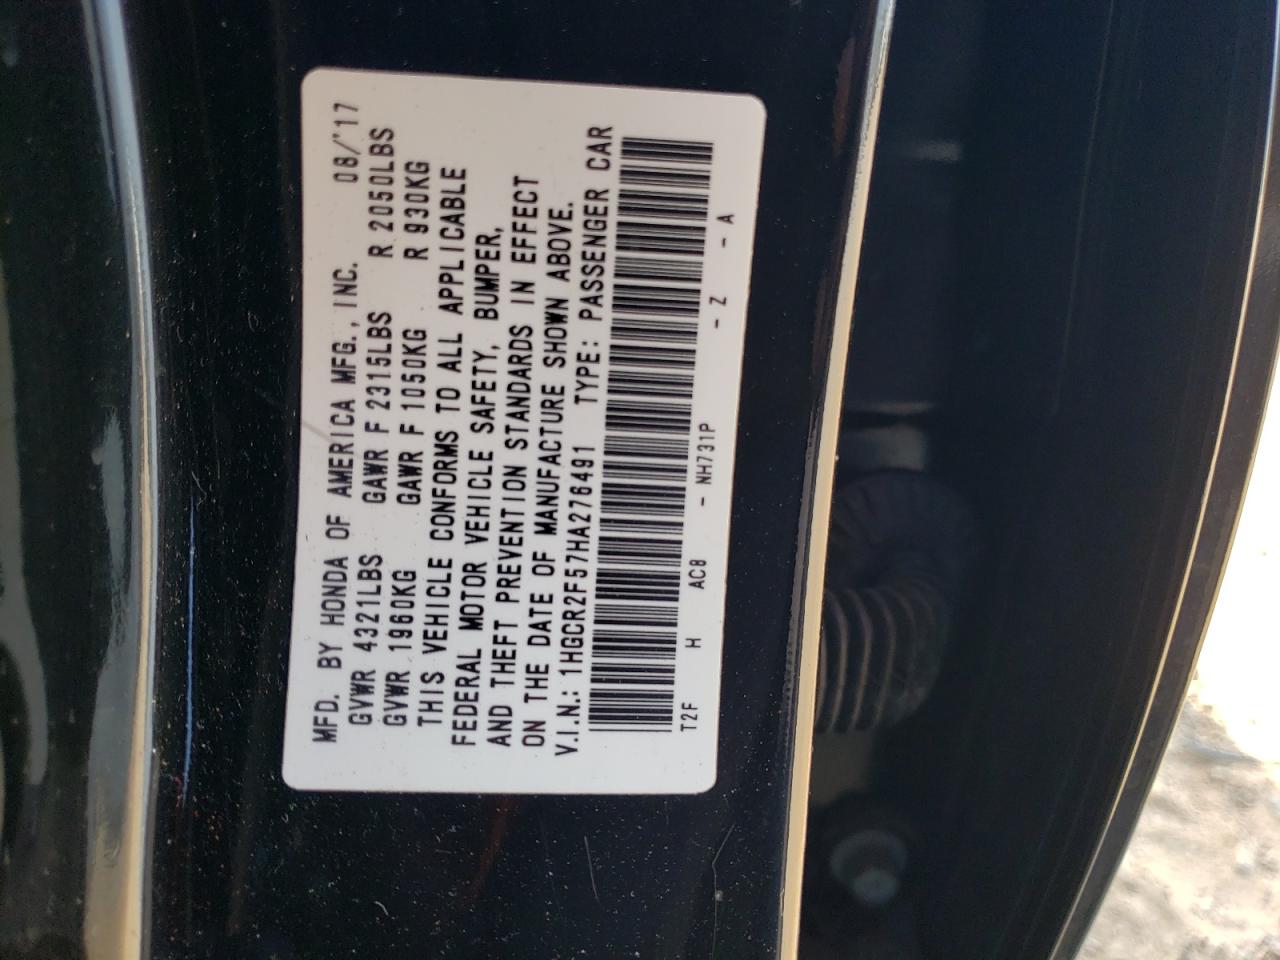 MFD. BY HONDA OF AMERICA MFG., INC. 08/'17
GVWR 4321LBS GAWR F 2315LBS R 2050LBS
GVWR 1960KG GAWR F 1050KG R 930KG
THIS VEHICLE CONFORMS TO ALL APPLICABLE
FEDERAL MOTOR VEHICLE SAFETY, BUMPER,
AND THEFT PREVENTION STANDARDS IN EFFECT
ON THE DATE OF MANUFACTURE SHOWN ABOVE.
V.I.N.: 1HGCR2F57HA276491 TYPE: PASSENGER CAR
T2F H AC8 - NH731P - Z - A